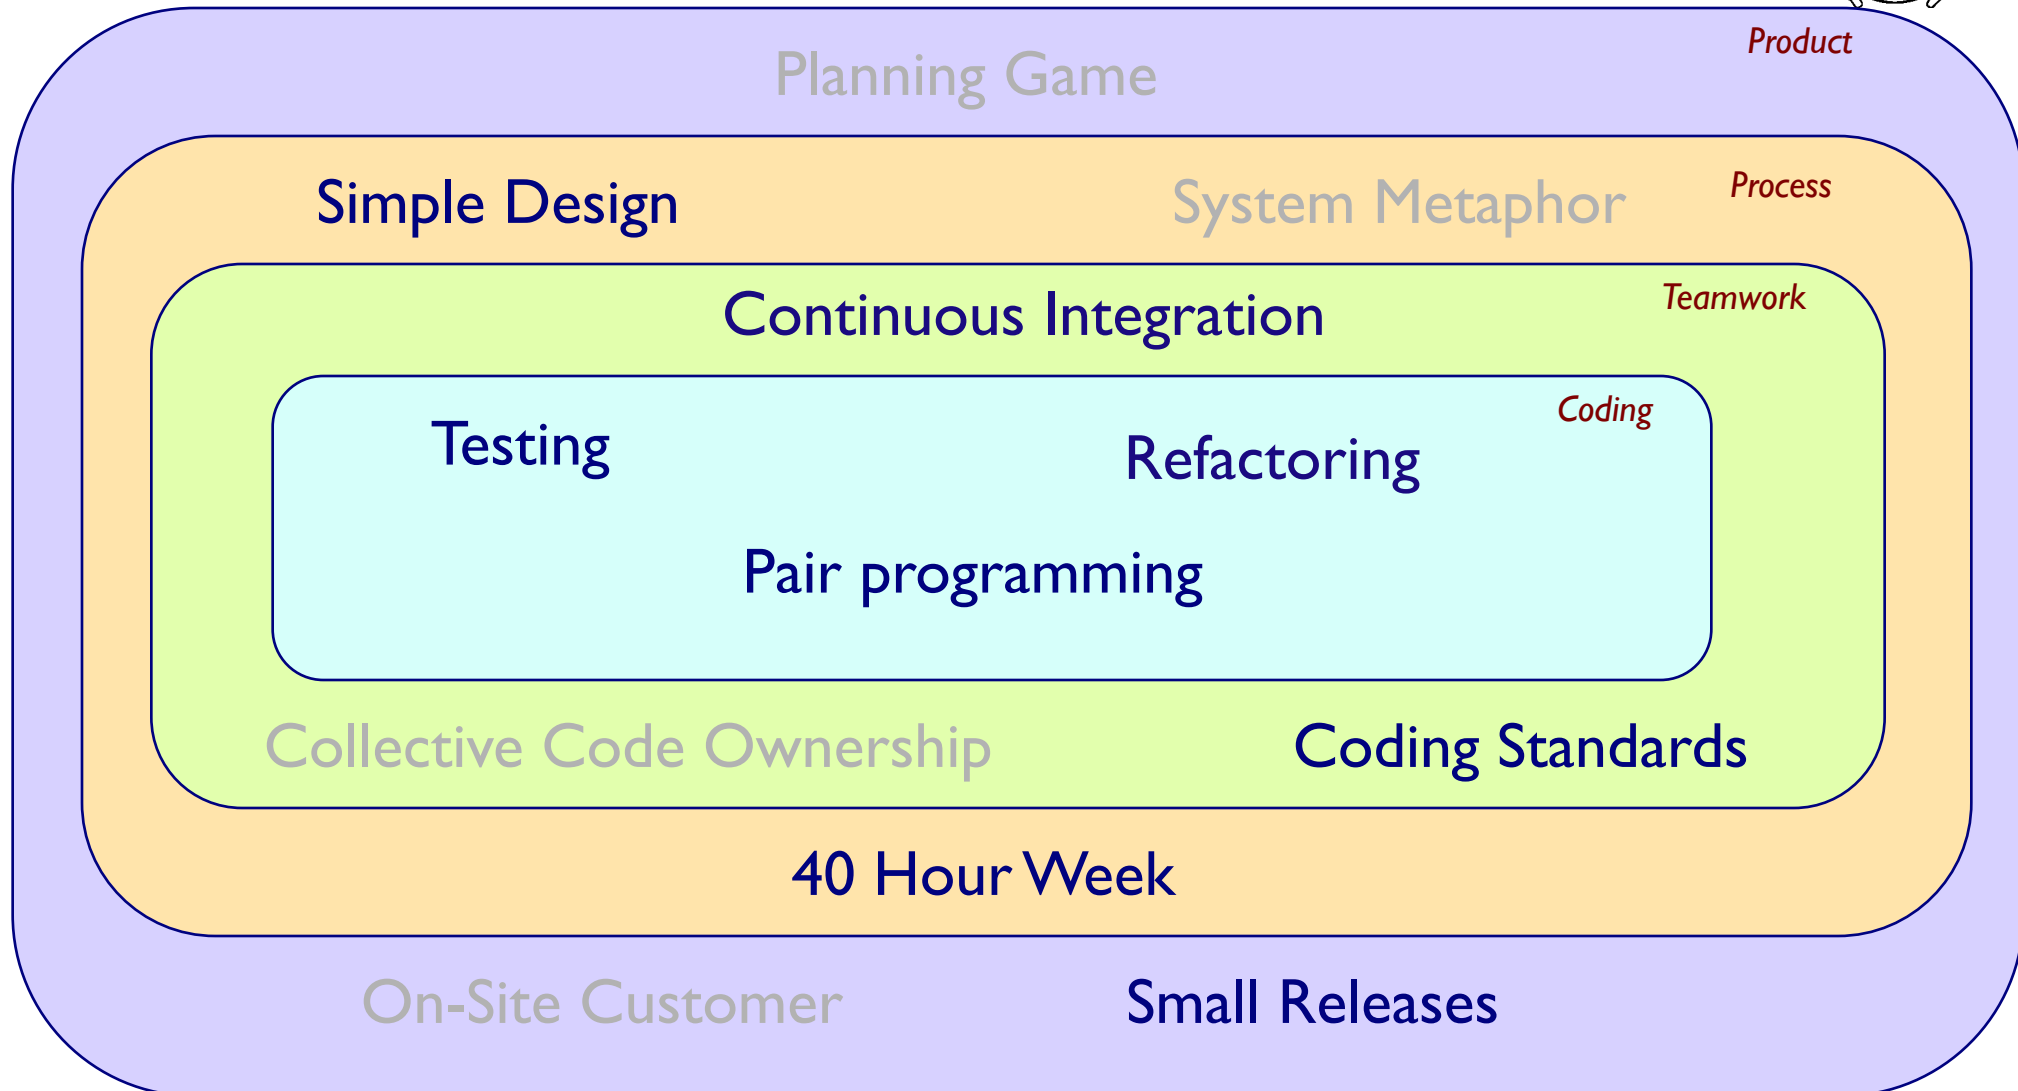 Product
Planning Game
Simple Design
System Metaphor
Process
Continuous Integration
Teamwork
Coding
Testing
Refactoring
Pair programming
Collective Code Ownership
Coding Standards
40 Hour Week
On-Site Customer
Small Releases